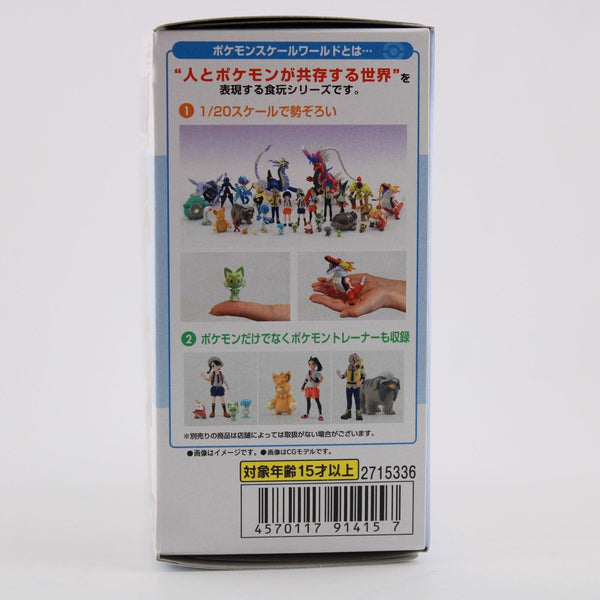 ポケモンスケールワールドとは…
“人とポケモンが共存する世界”を
表現する食玩シリーズです。
1 1/20スケールで勢ぞろい
2 ポケモンだけでなくポケモントレーナーも収録
※別売りの商品は店舗によっては取扱がない場合がございます。
●画像はイメージです。 ●画像はCGモデルです。
対象年齢15才以上 2715336
4570117 914157